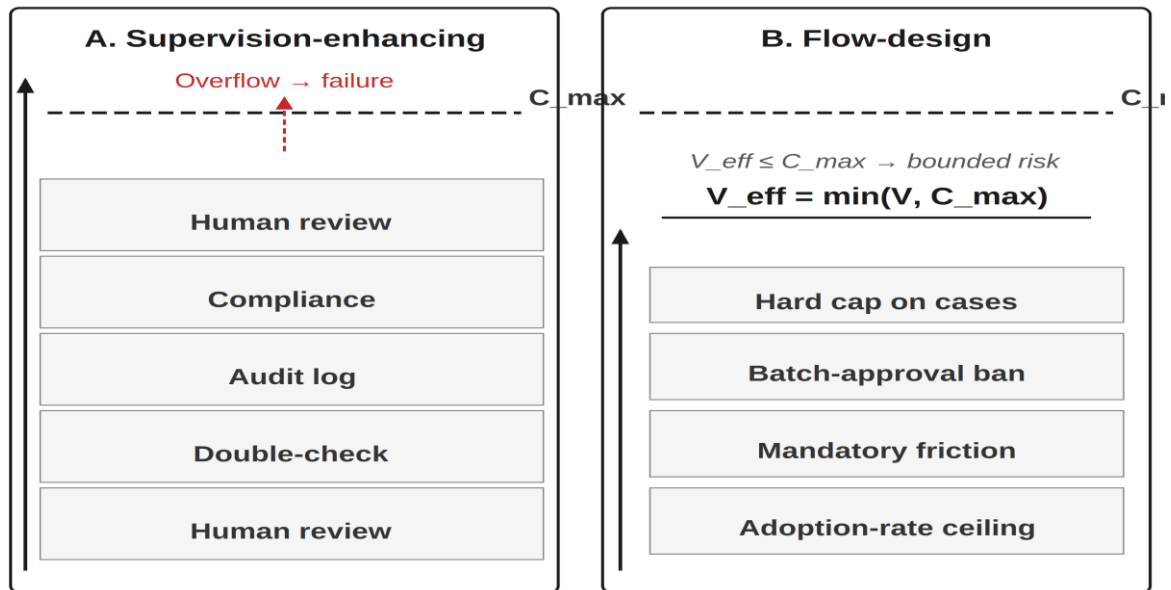 A. Supervision-enhancing
Overflow → failure
C_max
Human review
Compliance
Audit log
Double-check
Human review
B. Flow-design
V_eff ≤ C_max → bounded risk
V_eff = min(V, C_max)
Hard cap on cases
Batch-approval ban
Mandatory friction
Adoption-rate ceiling